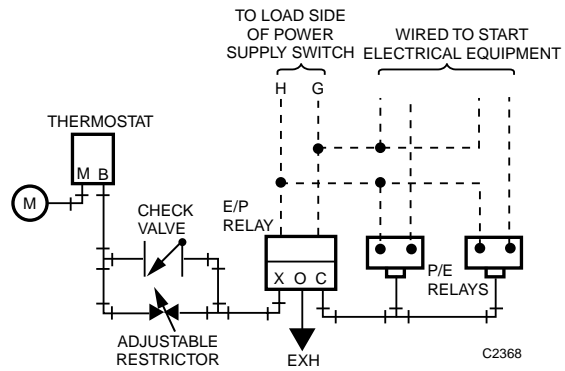 TO LOAD SIDE
OF POWER
SUPPLY SWITCH
WIRED TO START
ELECTRICAL EQUIPMENT
H G
THERMOSTAT
M B
M
CHECK
VALVE
E/P
RELAY
X O C
P/E
RELAYS
ADJUSTABLE
RESTRICTOR
EXH
C2368